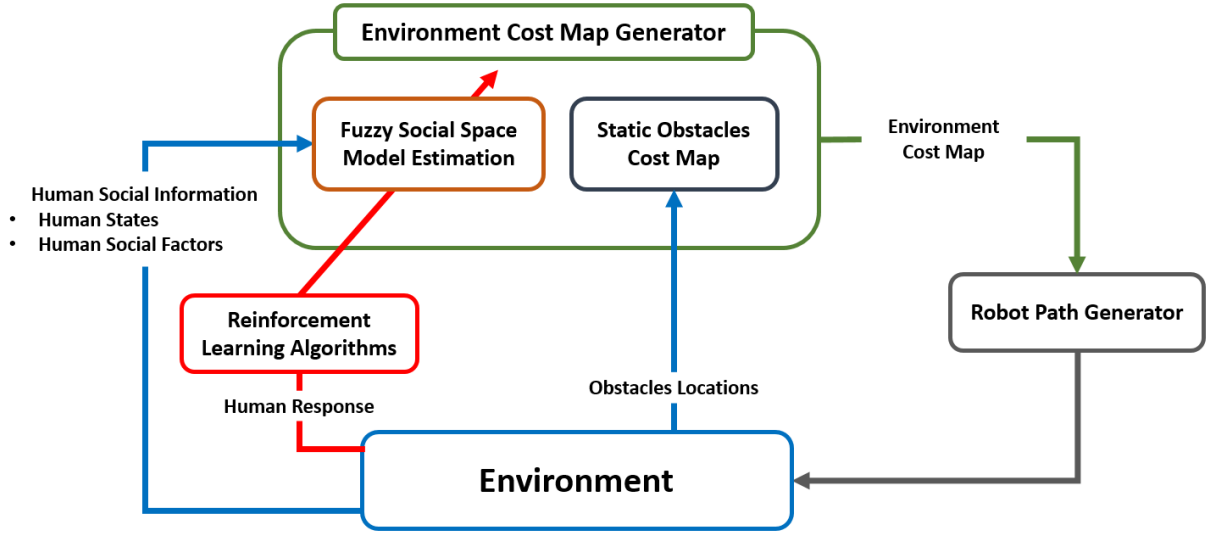 Environment Cost Map Generator
Fuzzy Social Space
Model Estimation
Static Obstacles
Cost Map
Environment
Cost Map
Human Social Information
• Human States
• Human Social Factors
Reinforcement
Learning Algorithms
Robot Path Generator
Human Response
Obstacles Locations
Environment